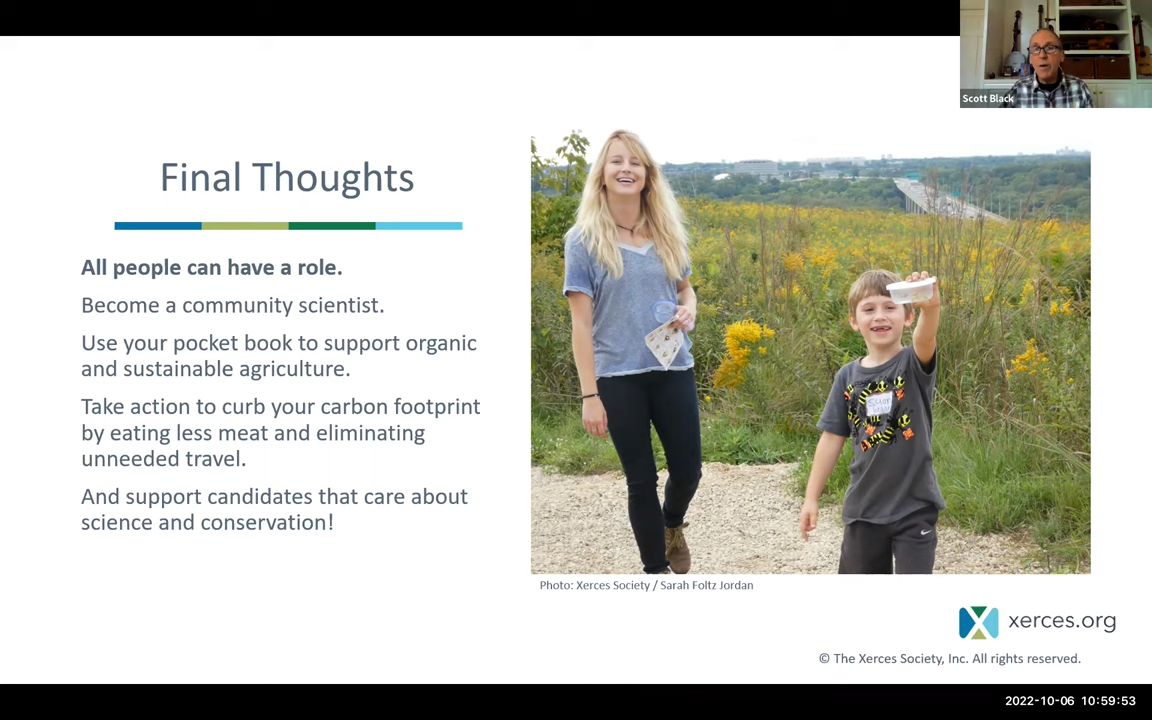 Scott Black
Final Thoughts
All people can have a role.
Become a community scientist.
Use your pocket book to support organic
and sustainable agriculture.
Take action to curb your carbon footprint
by eating less meat and eliminating
unneeded travel.
And support candidates that care about
science and conservation!
Photo: Xerces Society / Sarah Foltz Jordan
xerces.org
© The Xerces Society, Inc. All rights reserved.
2022-10-06 10:59:53